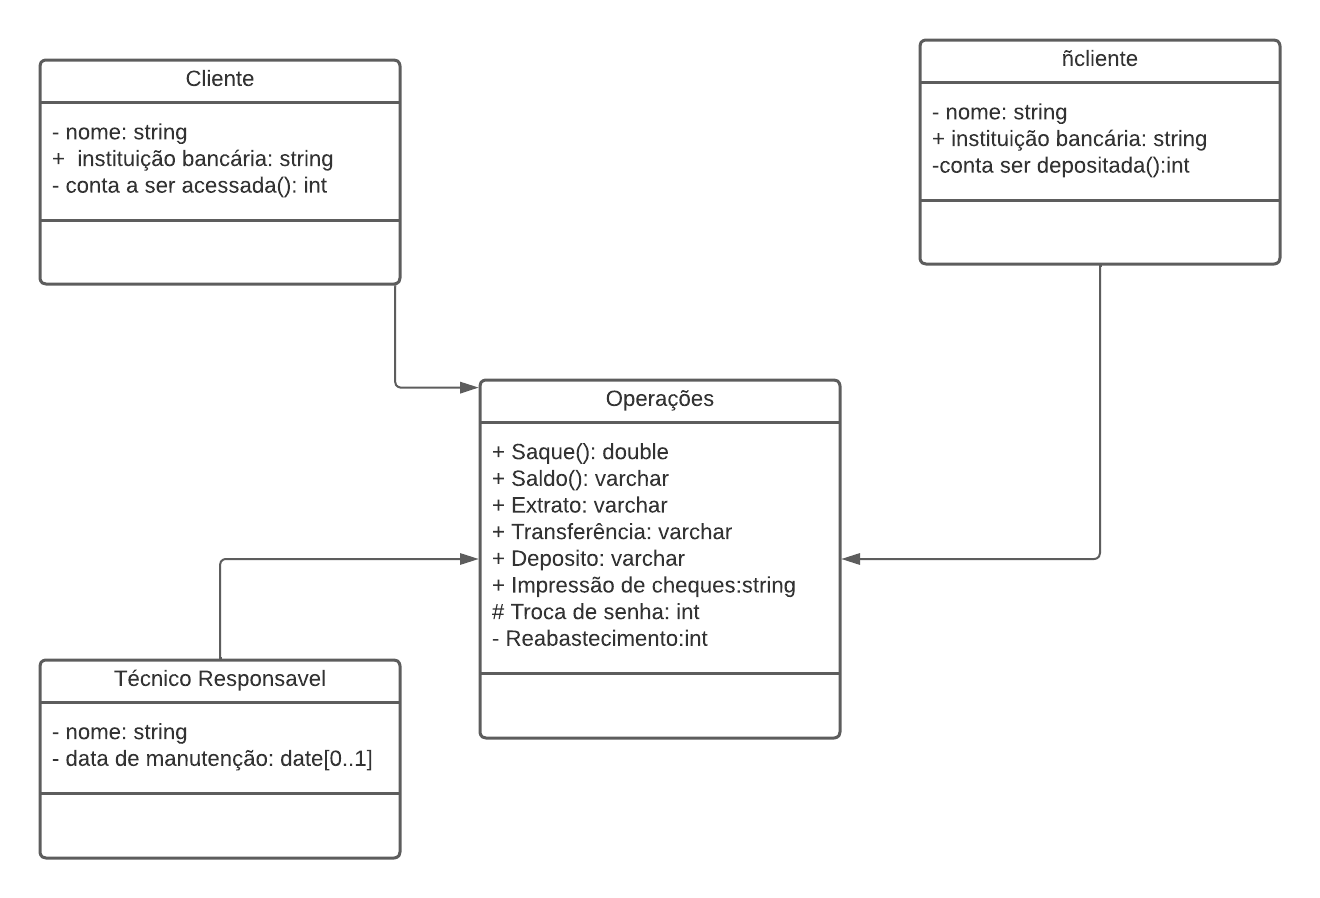 Cliente
- nome: string
+  instituição bancária: string
- conta a ser acessada(): int
ñcliente
- nome: string
+ instituição bancária: string
-conta ser depositada():int
Operações
+ Saque(): double
+ Saldo(): varchar
+ Extrato: varchar
+ Transferência: varchar
+ Deposito: varchar
+ Impressão de cheques:string
# Troca de senha: int
- Reabastecimento:int
Técnico Responsavel
- nome: string
- data de manutenção: date[0..1]